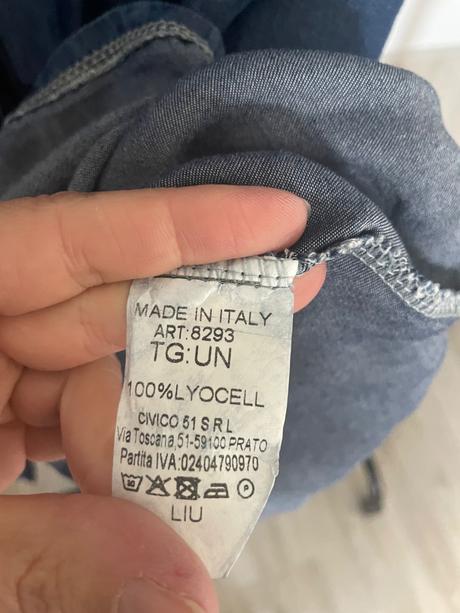 MADE IN ITALY
ART:8293
TG:UN
100%LYOCELL
CIVICO 51 S R L
Via Toscana,51-59100 PRATO
Partita IVA:02404790970
LIU